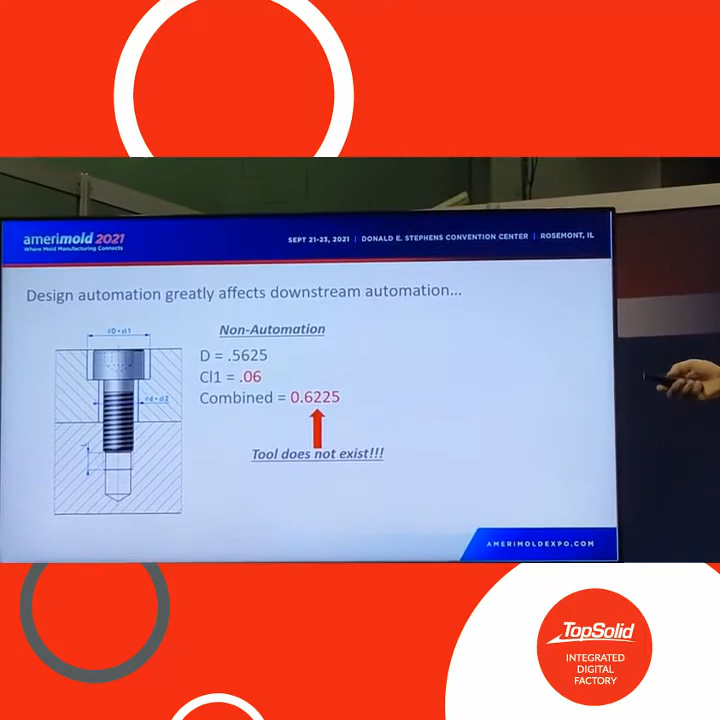 amerimold 2021
Where Mold Manufacturing Connects
SEPT 21-23, 2021 | DONALD E. STEPHENS CONVENTION CENTER | ROSEMONT, IL
Design automation greatly affects downstream automation...
Non-Automation
D = .5625
Cl1 = .06
Combined = 0.6225
Tool does not exist!!!
AMERIMOLDEXPO.COM
TopSolid
INTEGRATED
DIGITAL
FACTORY